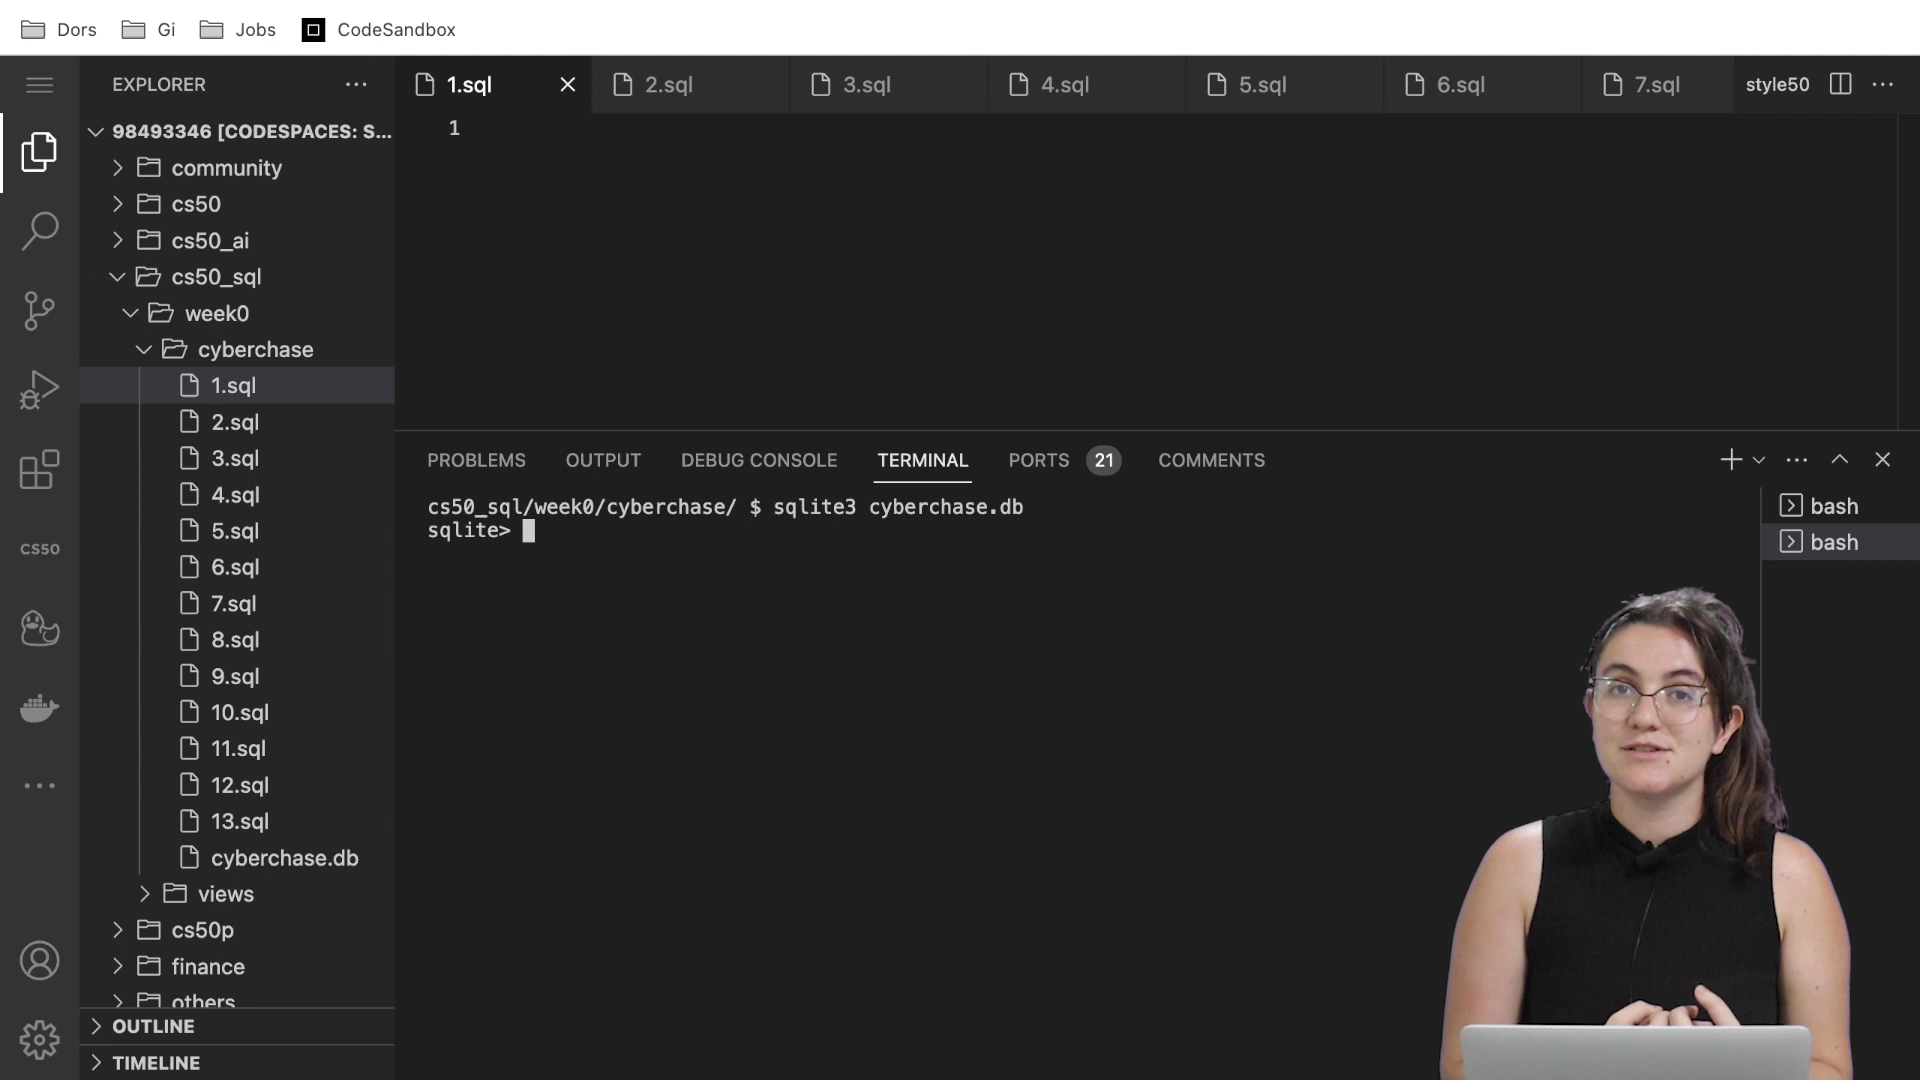 Dors
Gi
Jobs
CodeSandbox
EXPLORER
98493346 [CODESPACES: S...
community
cs50
cs50_ai
cs50_sql
week0
cyberchase
1.sql
2.sql
3.sql
4.sql
5.sql
6.sql
7.sql
8.sql
9.sql
10.sql
11.sql
12.sql
13.sql
cyberchase.db
views
cs50p
finance
others
OUTLINE
TIMELINE
CS50
1.sql
2.sql
3.sql
4.sql
5.sql
6.sql
7.sql
style50
1
PROBLEMS
OUTPUT
DEBUG CONSOLE
TERMINAL
PORTS 21
COMMENTS
cs50_sql/week0/cyberchase/ $ sqlite3 cyberchase.db
sqlite>
bash
bash